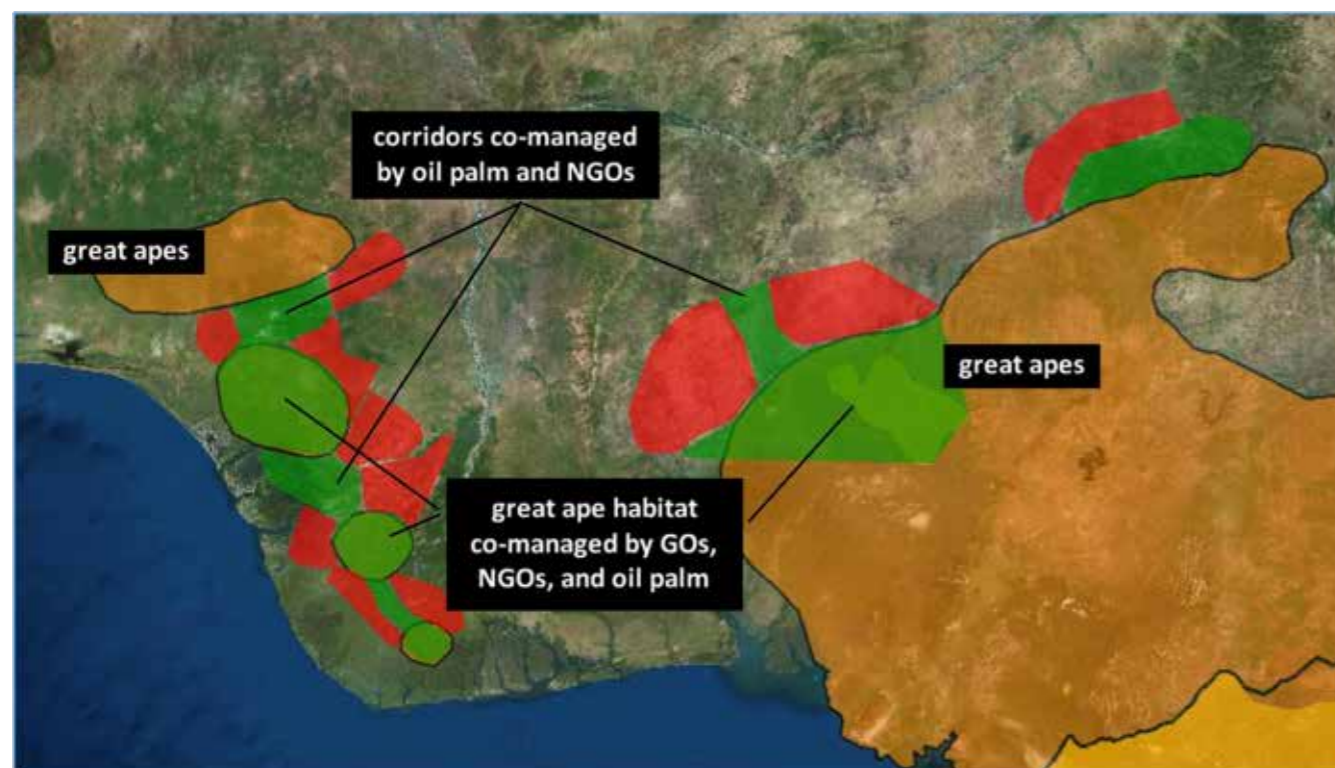 corridors co-managed
by oil palm and NGOs
great apes
great apes
great ape habitat
co-managed by GOs,
NGOs, and oil palm